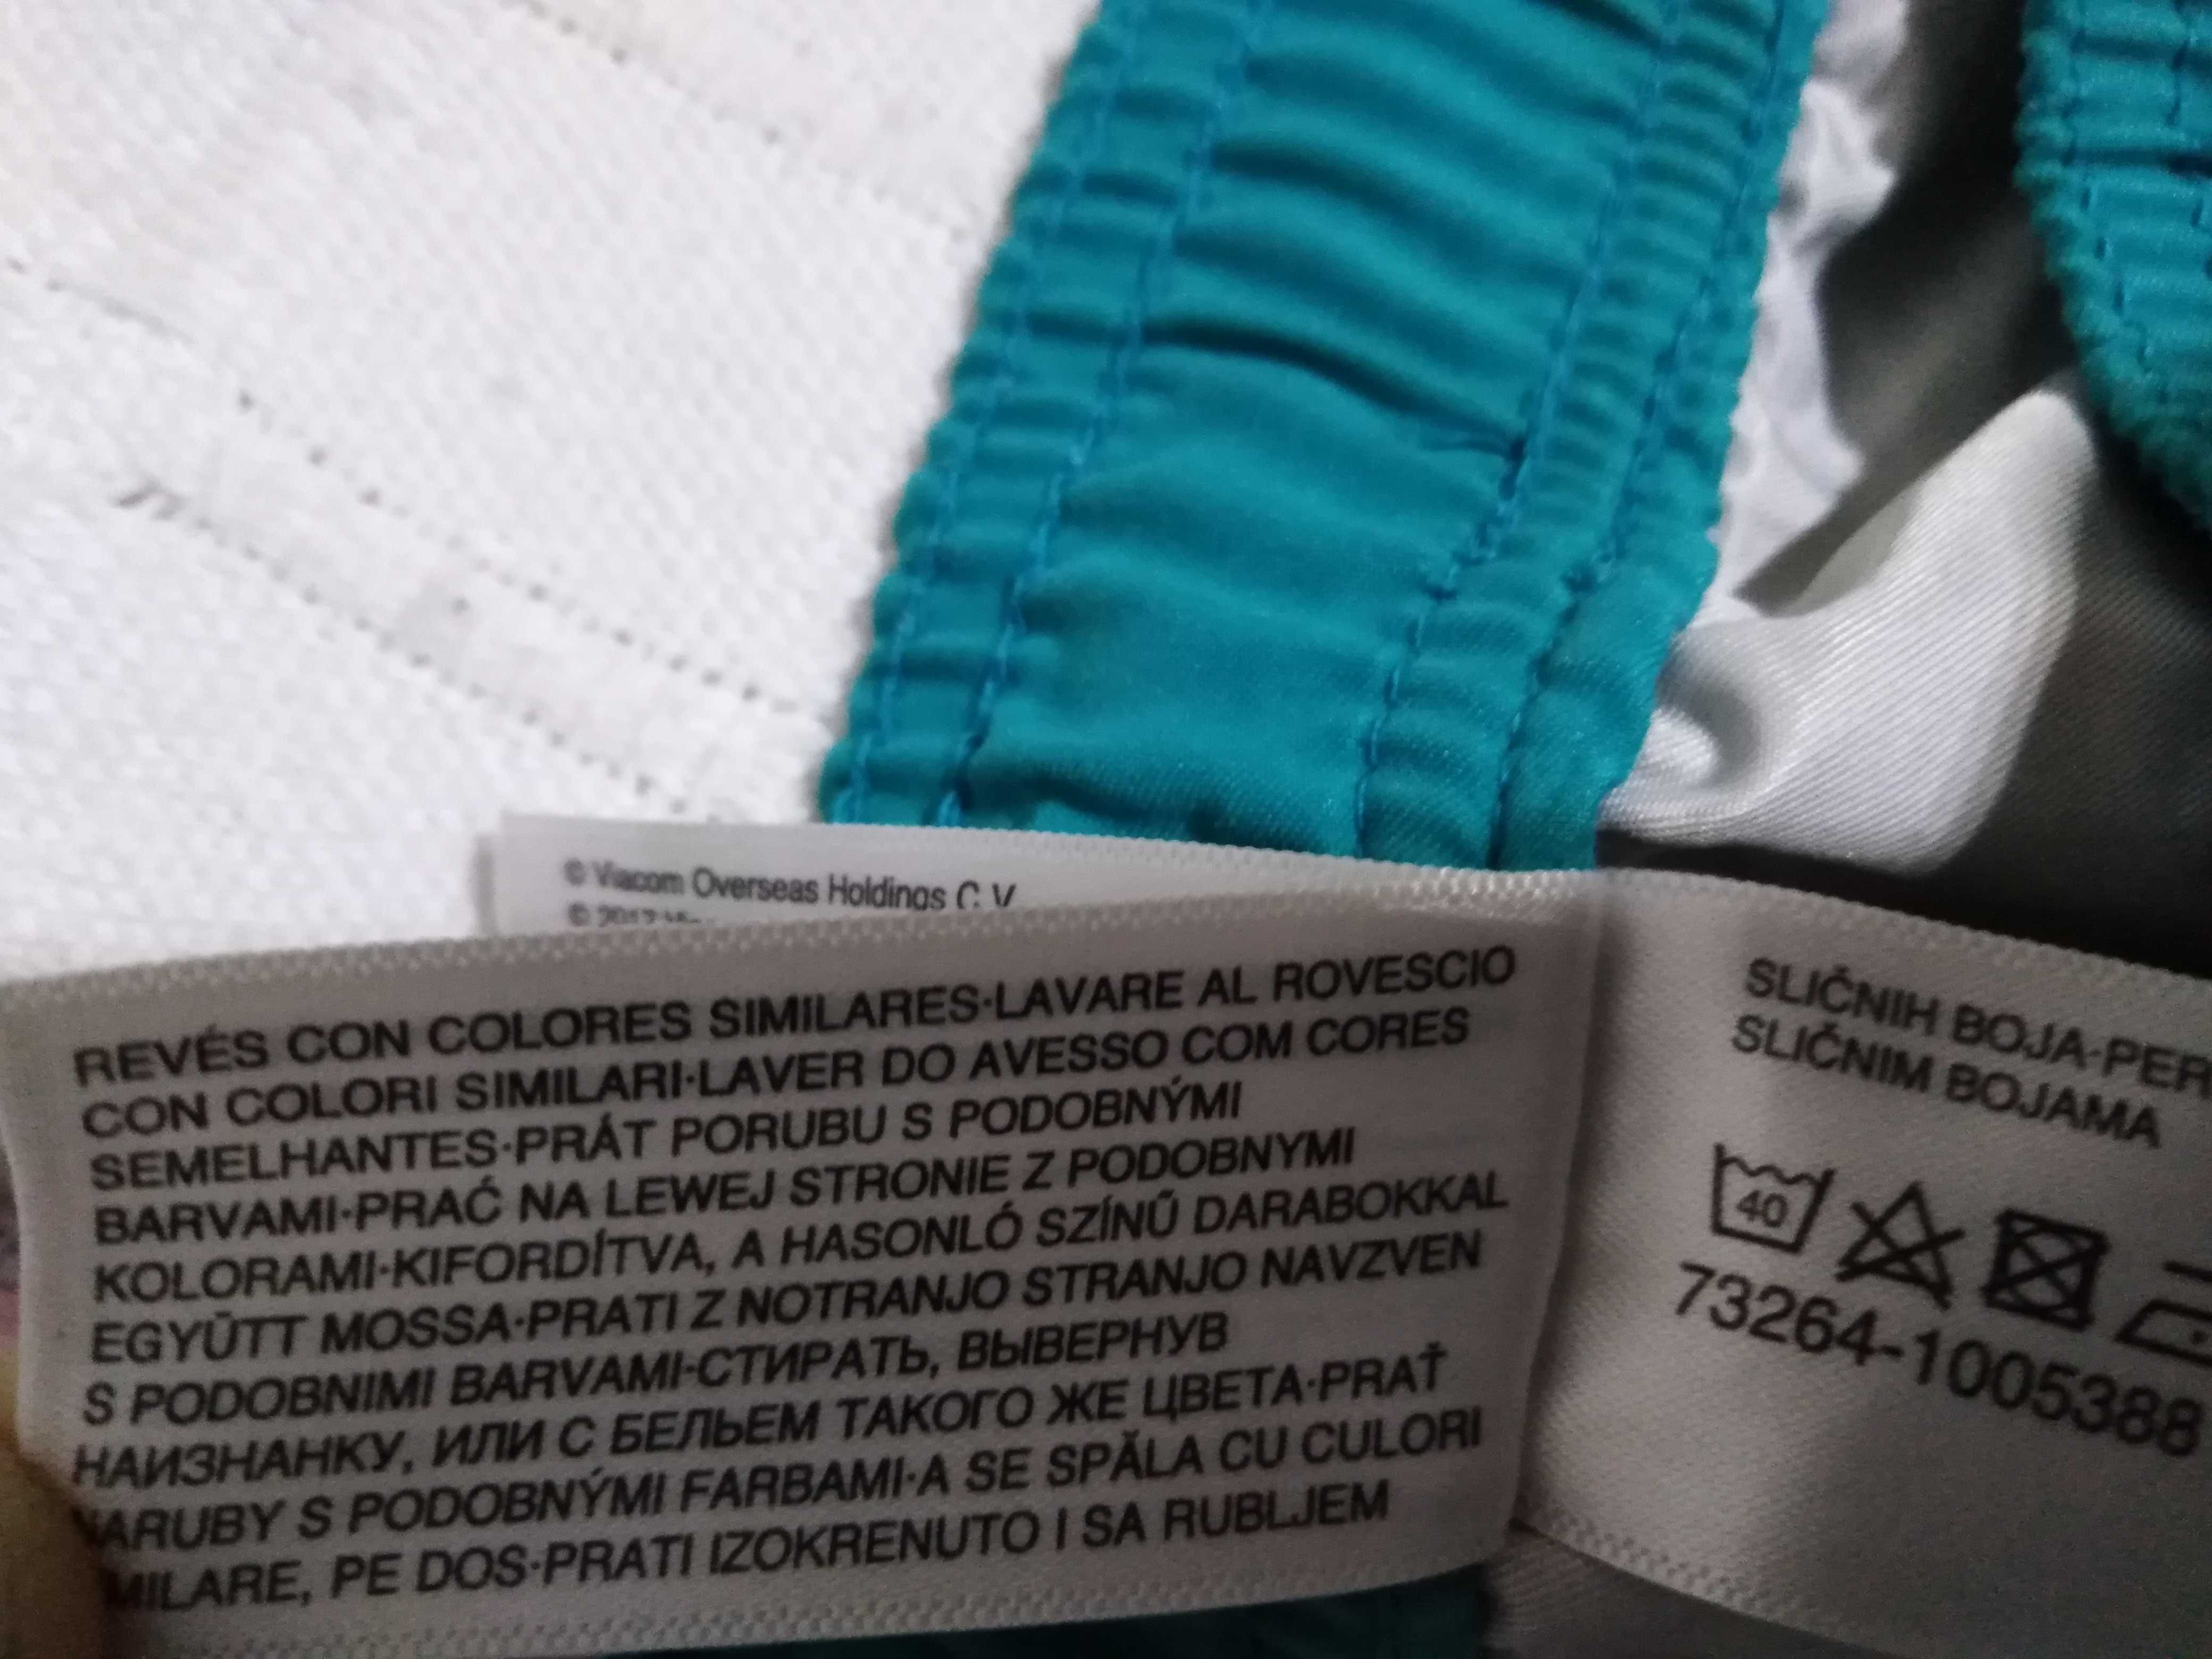 © Viacom Overseas Holdings C.V
REVÉS CON COLORES SIMILARES·LAVARE AL ROVESCIO
CON COLORI SIMILARI·LAVER DO AVESSO COM CORES
SEMELHANTES·PRÁT PORUBU S PODOBNÝMI
BARVAMI·PRAĆ NA LEWEJ STRONIE Z PODOBNYMI
KOLORAMI·KIFORDÍTVA, A HASONLÓ SZÍNŰ DARABOKKAL
EGYÜTT MOSSA·PRATI Z NOTRANJO STRANJO NAVZVEN
S PODOBNIMI BARVAMI·СТИРАТЬ, ВЫВЕРНУВ
НАИЗНАНКУ, ИЛИ С БЕЛЬЕМ ТАКОГО ЖЕ ЦВЕТА·PRAŤ
ARUBY S PODOBNÝMI FARBAMI·A SE SPĂLA CU CULORI
MILARE, PE DOS·PRATI IZOKRENUTO I SA RUBLJEM
SLIČNIH BOJA·PER
SLIČNIM BOJAMA
40
73264-1005388